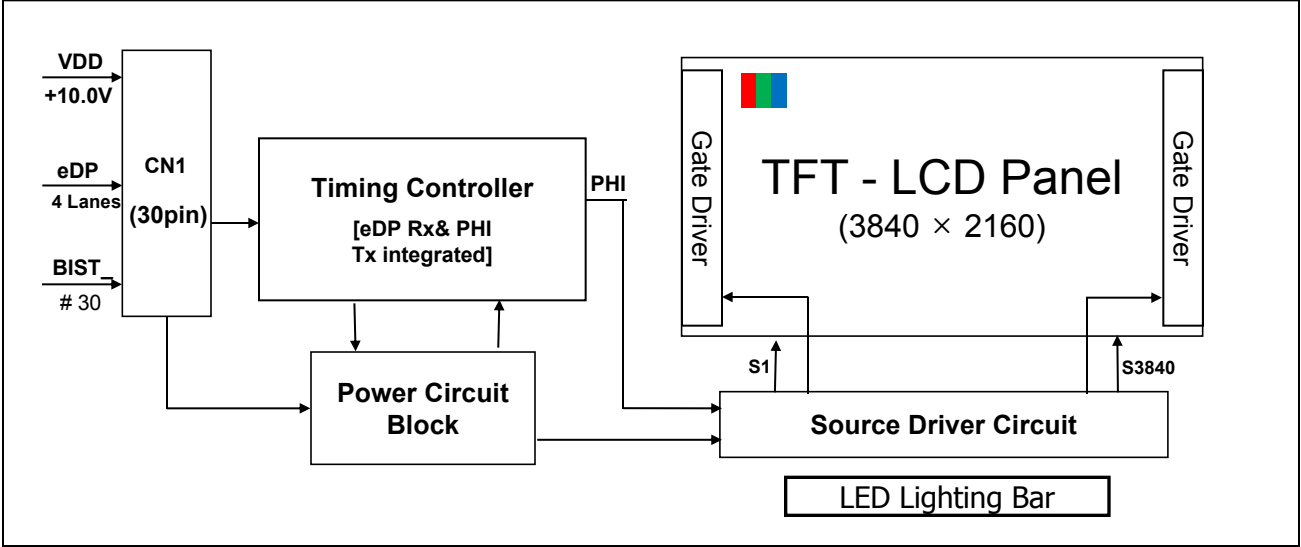 VDD
+10.0V
eDP
4 Lanes
BIST_
# 30
CN1
(30pin)
Timing Controller
[eDP Rx& PHI
Tx integrated]
PHI
Power Circuit
Block
Gate Driver
TFT - LCD Panel
(3840 × 2160)
Gate Driver
S1
S3840
Source Driver Circuit
LED Lighting Bar